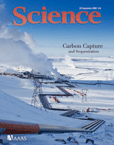 Science
Carbon Capture
and Sequestration
AAAS